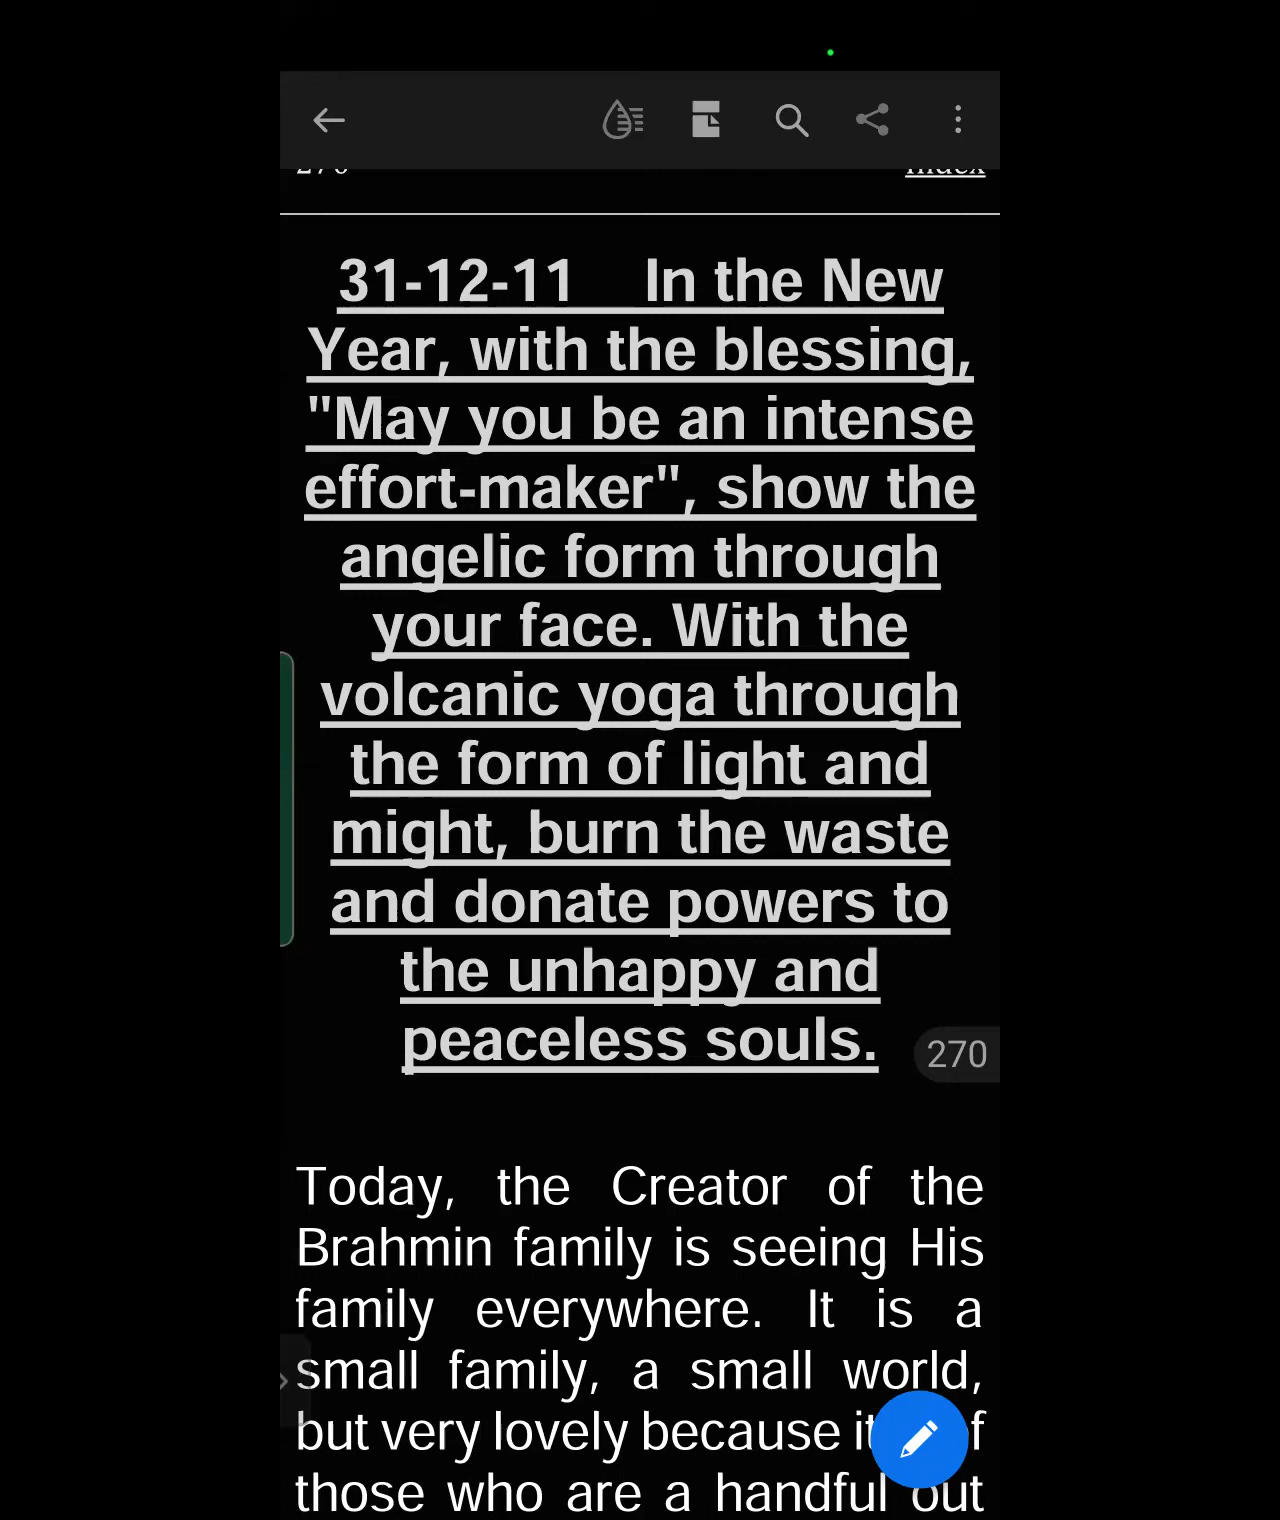 270 Index
31-12-11 In the New
Year, with the blessing,
"May you be an intense
effort-maker", show the
angelic form through
your face. With the
volcanic yoga through
the form of light and
might, burn the waste
and donate powers to
the unhappy and
peaceless souls.
270
Today, the Creator of the
Brahmin family is seeing His
family everywhere. It is a
small family, a small world,
but very lovely because
those who are a handful out